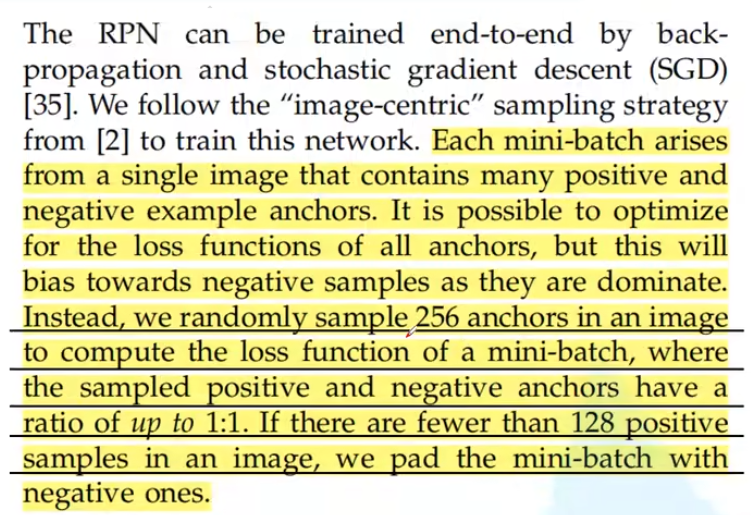 The RPN can be trained end-to-end by back-
propagation and stochastic gradient descent (SGD)
[35]. We follow the “image-centric” sampling strategy
from [2] to train this network. Each mini-batch arises
from a single image that contains many positive and
negative example anchors. It is possible to optimize
for the loss functions of all anchors, but this will
bias towards negative samples as they are dominate.
Instead, we randomly sample 256 anchors in an image
to compute the loss function of a mini-batch, where
the sampled positive and negative anchors have a
ratio of up to 1:1. If there are fewer than 128 positive
samples in an image, we pad the mini-batch with
negative ones.